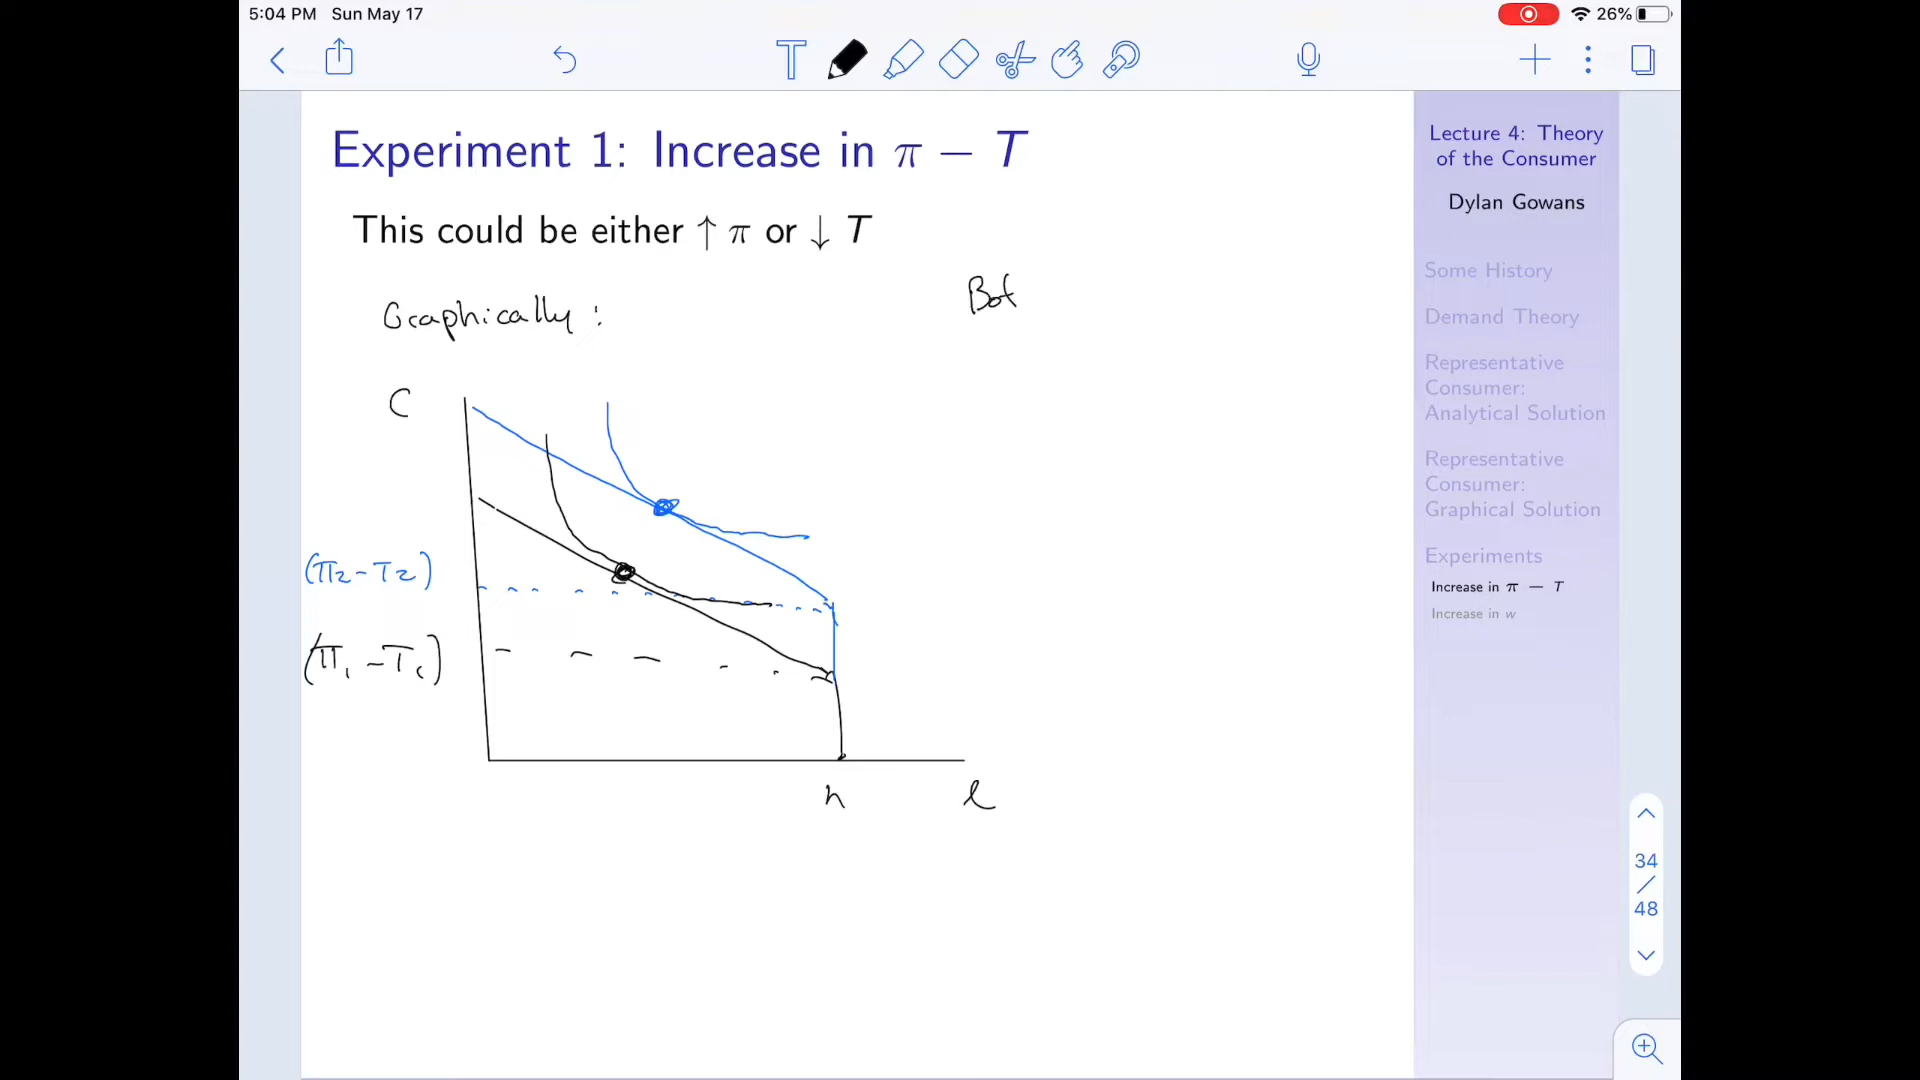 5:04 PM Sun May 17
26%
Experiment 1: Increase in π − T
This could be either ↑ π or ↓ T
Graphically :
Bot
C
(π2 − T2)
(π1 − T1)
h
l
Lecture 4: Theory
of the Consumer
Dylan Gowans
Some History
Demand Theory
Representative
Consumer:
Analytical Solution
Representative
Consumer:
Graphical Solution
Experiments
Increase in π − T
Increase in w
34
/
48